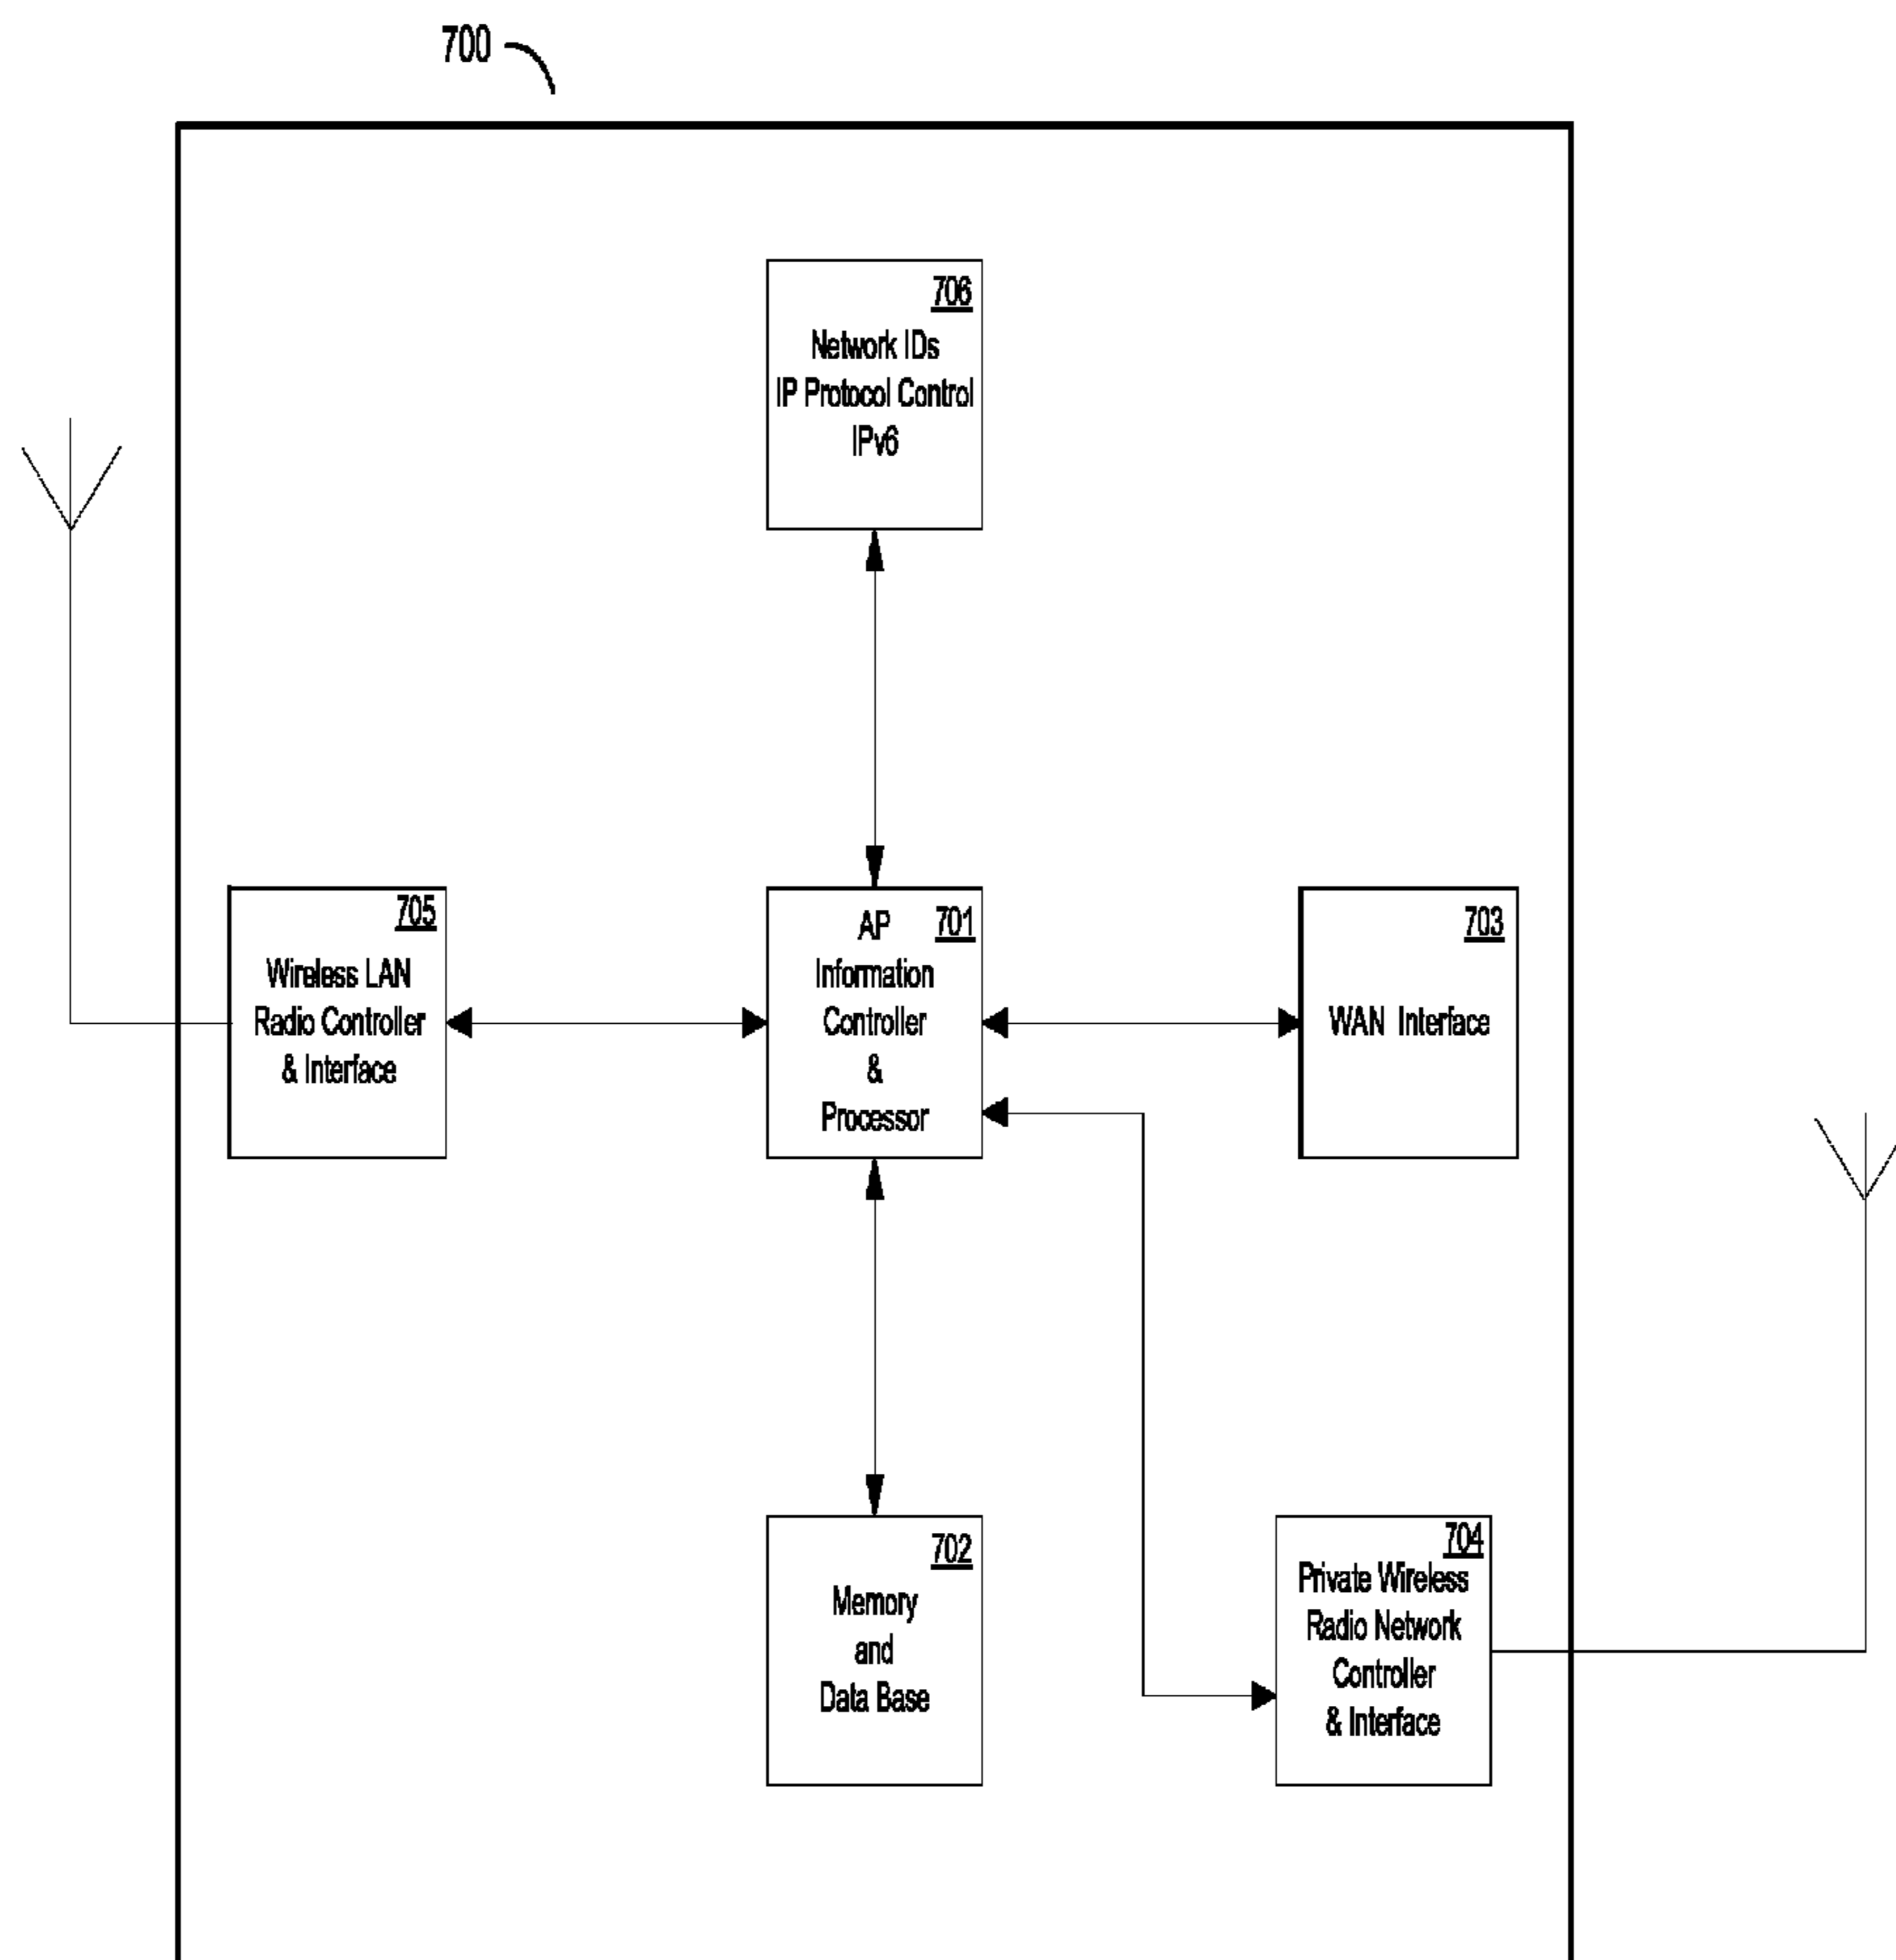 700
706
Network IDs
IP Protocol Control
IPv6
705
Wireless LAN
Radio Controller
& Interface
AP 701
Information
Controller
&
Processor
703
WAN Interface
702
Memory
and
Data Base
704
Private Wireless
Radio Network
Controller
& Interface